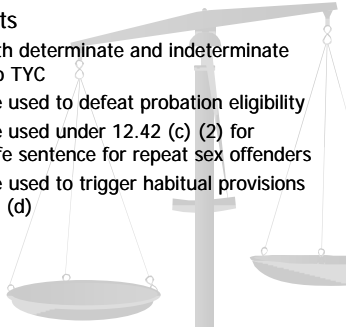 ts
th determinate and indeterminate
o TYC
e used to defeat probation eligibility
e used under 12.42 (c) (2) for
fe sentence for repeat sex offenders
e used to trigger habitual provisions
(d)